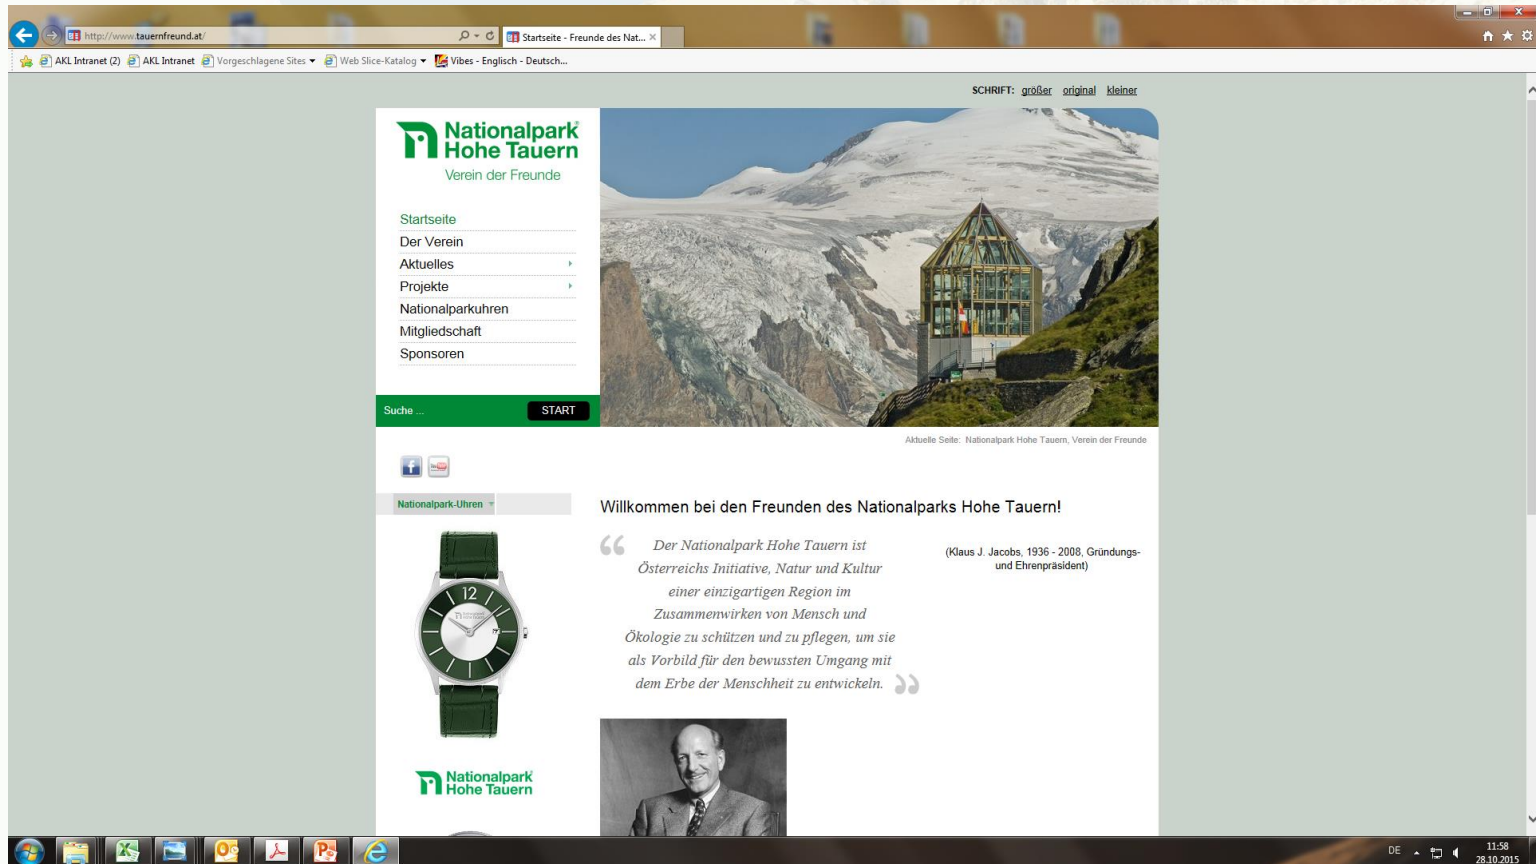 http://www.tauernfreund.at/
Startseite - Freunde des Nat...
AKL Intranet (2)
AKL Intranet
Vorgeschlagene Sites
Web Slice-Katalog
Vibes - Englisch - Deutsch...
SCHRIFT: größer original kleiner
Nationalpark
Hohe Tauern
Verein der Freunde
Startseite
Der Verein
Aktuelles
Projekte
Nationalparkuhren
Mitgliedschaft
Sponsoren
Suche ...
START
Aktuelle Seite: Nationalpark Hohe Tauern, Verein der Freunde
Nationalpark-Uhren
12
Nationalpark
Hohe Tauern
Willkommen bei den Freunden des Nationalparks Hohe Tauern!
Der Nationalpark Hohe Tauern ist
Österreichs Initiative, Natur und Kultur
einer einzigartigen Region im
Zusammenwirken von Mensch und
Ökologie zu schützen und zu pflegen, um sie
als Vorbild für den bewussten Umgang mit
dem Erbe der Menschheit zu entwickeln.
(Klaus J. Jacobs, 1936 - 2008, Gründungs-
und Ehrenpräsident)
DE
11:58
28.10.2015